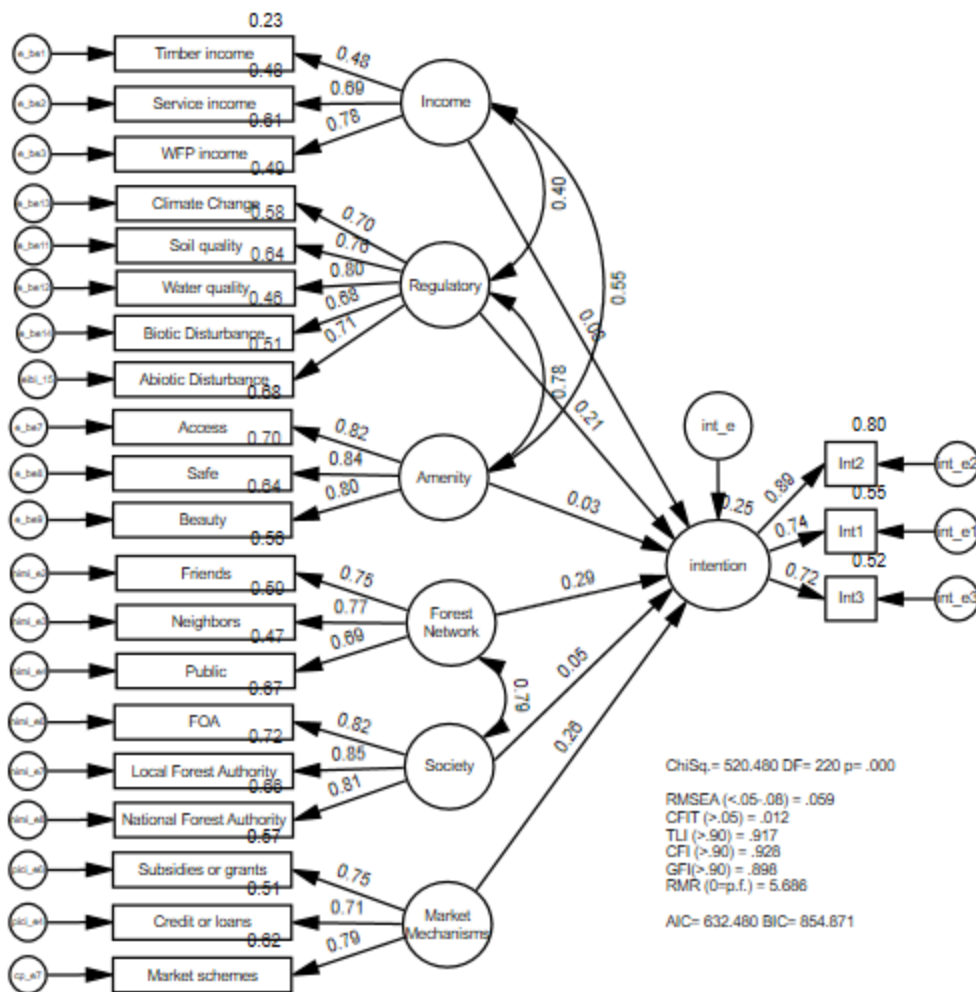 0.23
e_be1
Timber income
0.48
0.48
e_be2
Service income
0.69
0.61
Income
e_be3
WFP income
0.78
0.49
0.40
Climate Change
0.58
0.70
Soil quality
0.76
0.64
Water quality
0.80
0.46
Regulatory
0.55
Biotic Disturbance
0.68
0.51
0.08
Abiotic Disturbance
0.71
0.68
0.78
0.21
e_be7
Access
0.82
0.70
int_e
0.80
e_be8
Safe
0.84
0.64
Amenity
Int2
int_e2
0.89
e_be9
Beauty
0.80
0.56
0.03
0.25
0.55
Int1
int_e1
0.74
Friends
0.75
0.59
0.29
intention
0.52
0.72
Int3
int_e3
Neighbors
0.77
0.47
Forest
Network
Public
0.69
0.67
0.05
0.79
FOA
0.82
0.72
0.26
Local Forest Authority
0.85
0.66
Society
National Forest Authority
0.81
0.57
Subsidies or grants
0.75
0.51
Credit or loans
0.71
0.62
Market
Mechanisms
Market schemes
0.79
ChiSq.= 520.480 DF= 220 p= .000
RMSEA (<.05-.08) = .059
CFIT (>.05) = .012
TLI (>.90) = .917
CFI (>.90) = .928
GFI(>.90) = .898
RMR (0=p.f.) = 5.686
AIC= 632.480 BIC= 854.871